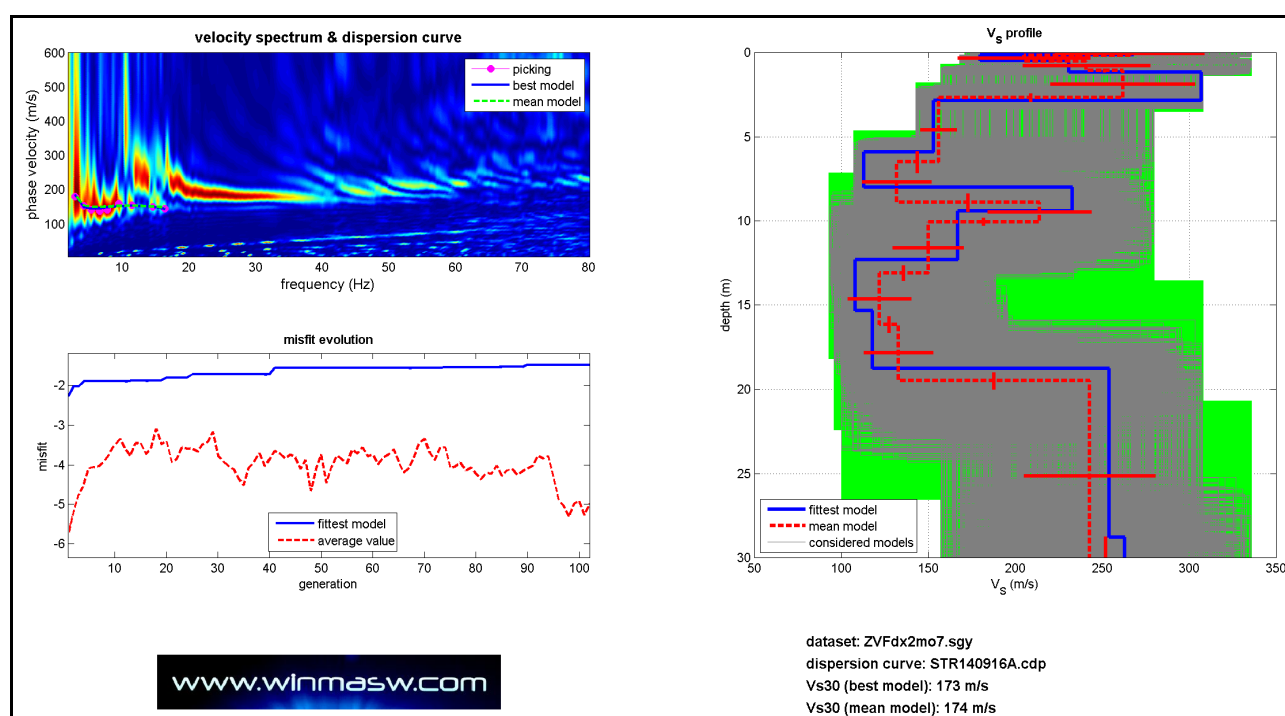 velocity spectrum & dispersion curve
600
500
400
300
200
100
phase velocity (m/s)
picking
best model
mean model
10 20 30 40 50 60 70 80
frequency (Hz)
misfit evolution
-2
-3
-4
-5
-6
misfit
fittest model
average value
10 20 30 40 50 60 70 80 90 100
generation
www.winmasw.com
VS profile
0
5
10
15
20
25
30
depth (m)
fittest model
mean model
considered models
50 100 150 200 250 300 350
VS (m/s)
dataset: ZVFdx2mo7.sgy
dispersion curve: STR140916A.cdp
Vs30 (best model): 173 m/s
Vs30 (mean model): 174 m/s